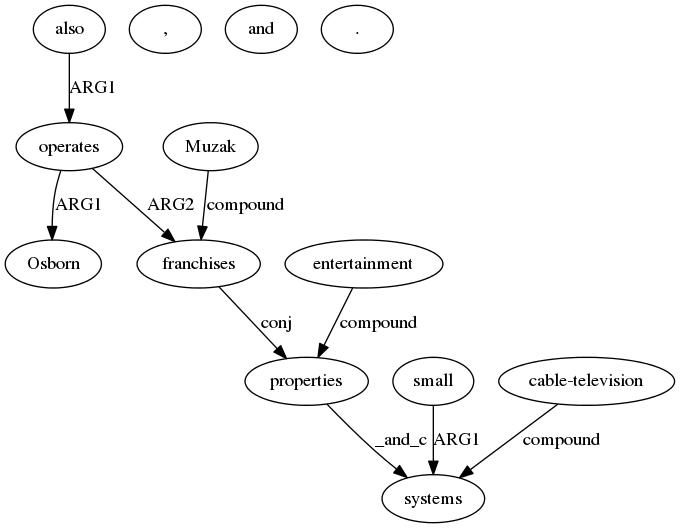 also , and .
ARG1
operates Muzak
ARG1 ARG2 compound
Osborn franchises entertainment
conj compound
properties small cable-television
_and_c ARG1 compound
systems